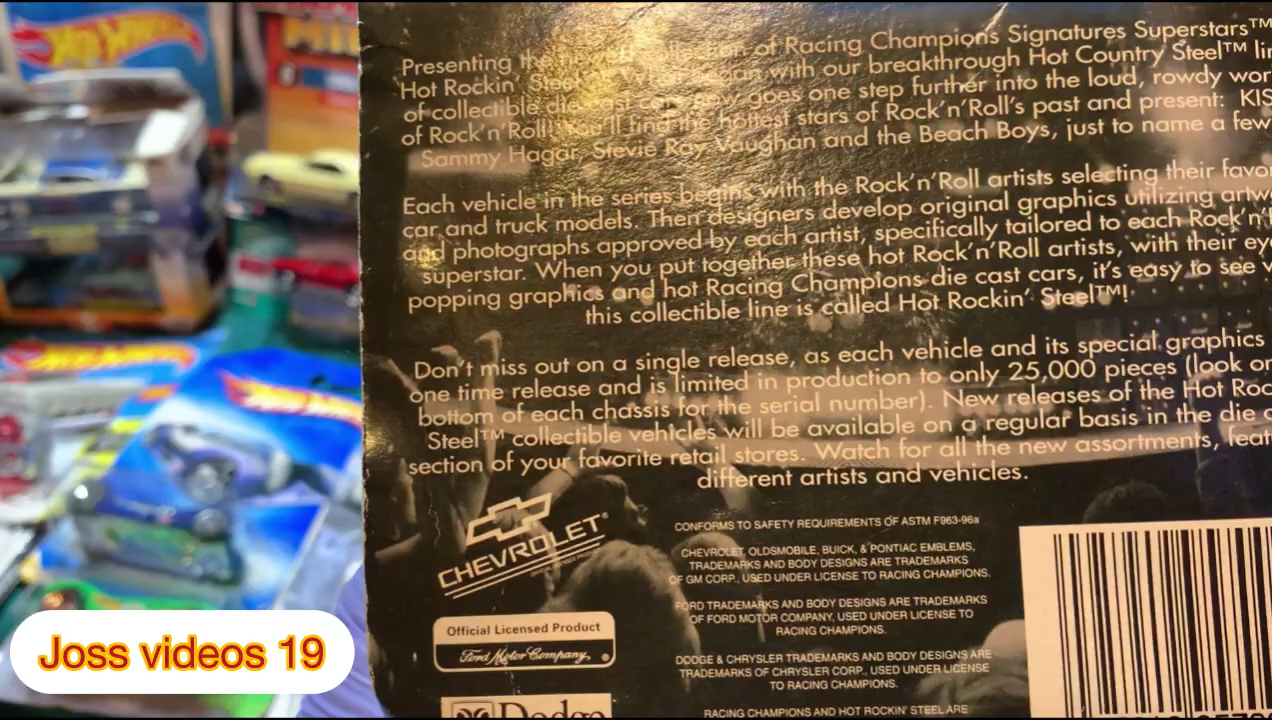 HOT WHEELS
Presenting the of Racing Champions Signatures Superstars™
Hot Rockin' Steel began with our breakthrough Hot Country Steel™
of collectible die cast cars now goes one step further into the loud, rowdy
of Rock'n'Roll! You'll find the hottest stars of Rock'n'Roll's past and present:
Sammy Hagar, Stevie Ray Vaughan and the Beach Boys, just to name a few
Each vehicle in the series begins with the Rock'n'Roll artists selecting their
car and truck models. Then designers develop original graphics utilizing
and photographs approved by each artist, specifically tailored to each
superstar. When you put together these hot Rock'n'Roll artists, with their
popping graphics and hot Racing Champions die cast cars, it's easy to see
this collectible line is called Hot Rockin' Steel™!
Don't miss out on a single release, as each vehicle and its special graphics
one time release and is limited in production to only 25,000 pieces (look
bottom of each chassis for the serial number). New releases of the Hot
Steel™ collectible vehicles will be available on a regular basis in the die
section of your favorite retail stores. Watch for all the new assortments,
different artists and vehicles.
CHEVROLET®
CONFORMS TO SAFETY REQUIREMENTS OF ASTM F963-96a
CHEVROLET, OLDSMOBILE, BUICK, & PONTIAC EMBLEMS,
TRADEMARKS AND BODY DESIGNS ARE TRADEMARKS
OF GM CORP., USED UNDER LICENSE TO RACING CHAMPIONS.
FORD TRADEMARKS AND BODY DESIGNS ARE TRADEMARKS
OF FORD MOTOR COMPANY, USED UNDER LICENSE TO
RACING CHAMPIONS.
Official Licensed Product
Ford Motor Company ®
DODGE & CHRYSLER TRADEMARKS AND BODY DESIGNS ARE
TRADEMARKS OF CHRYSLER CORP., USED UNDER LICENSE
TO RACING CHAMPIONS.
Dodge
RACING CHAMPIONS AND HOT ROCKIN' STEEL ARE
Joss videos 19